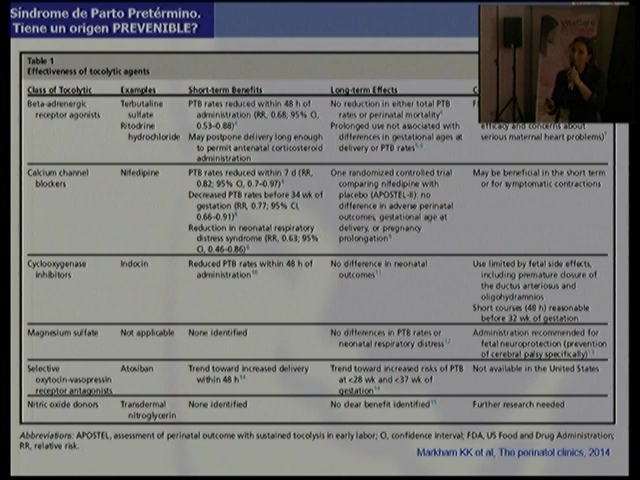 Síndrome de Parto Pretérmino.
Tiene un origen PREVENIBLE?
Table 1
Effectiveness of tocolytic agents
Class of Tocolytic Examples Short-term Benefits Long-term Effects
Beta-adrenergic receptor agonists
Terbutaline sulfate
Ritodrine hydrochloride
PTB rates reduced within 48 h of
administration (RR, 0.68; 95% CI,
0.53–0.88)
May postpone delivery long enough
to permit antenatal corticosteroid
administration
No reduction in either total PTB
rates or perinatal mortality
Prolonged use not associated with
differences in gestational ages at
delivery or PTB rates
efficacy and concerns about
serious maternal heart problems)
Calcium channel
blockers
Nifedipine
PTB rates reduced within 7 d (RR,
0.82; 95% CI, 0.7–0.97)
Decreased PTB rates before 34 wk of
gestation (RR, 0.77; 95% CI,
0.66–0.91)
Reduction in neonatal respiratory
distress syndrome (RR, 0.63; 95%
CI, 0.46–0.86)
One randomized controlled trial
comparing nifedipine with
placebo (APOSTEL-II): no
difference in adverse perinatal
outcomes, gestational age at
delivery, or pregnancy
prolongation
May be beneficial in the short term
or for symptomatic contractions
Cyclooxygenase
inhibitors
Indocin
Reduced PTB rates within 48 h of
administration
No difference in neonatal
outcomes
Use limited by fetal side effects,
including premature closure of
the ductus arteriosus and
oligohydramnios
Short courses (48 h) reasonable
before 32 wk of gestation
Magnesium sulfate
Not applicable
None identified
No differences in PTB rates or
neonatal respiratory distress
Administration recommended for
fetal neuroprotection (prevention
of cerebral palsy specifically)
Selective
oxytocin-vasopressin
receptor antagonists
Atosiban
Trend toward increased delivery
within 48 h
Trend toward increased risks of PTB
at <28 wk and <37 wk of
gestation
Not available in the United States
Nitric oxide donors
Transdermal
nitroglycerin
None identified
No clear benefit identified
Further research needed
Abbreviations: APOSTEL, assessment of perinatal outcome with sustained tocolysis in early labor; CI, confidence interval; FDA, US Food and Drug Administration;
RR, relative risk.
Markham KK et al, The porinatol clinics, 2014